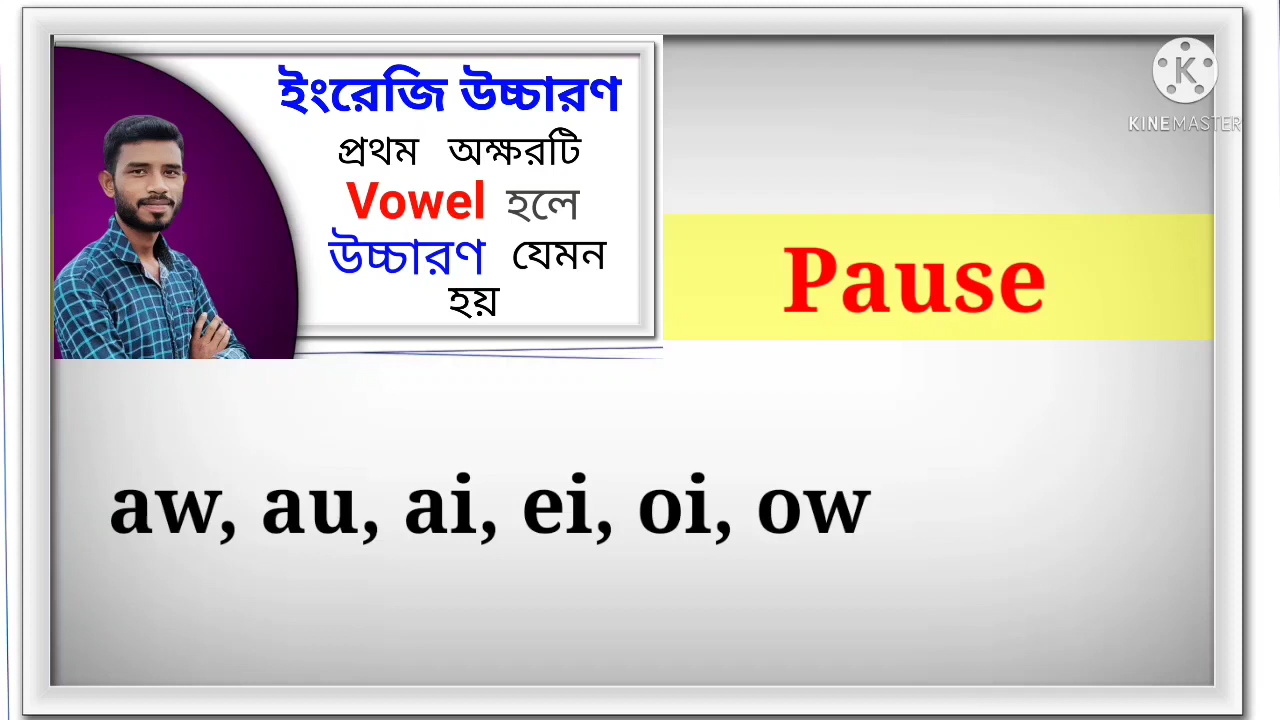 ইংরেজি উচ্চারণ
প্রথম অক্ষরটি
Vowel হলে
উচ্চারণ যেমন
হয়
Pause
K
KINEMASTER
aw, au, ai, ei, oi, ow